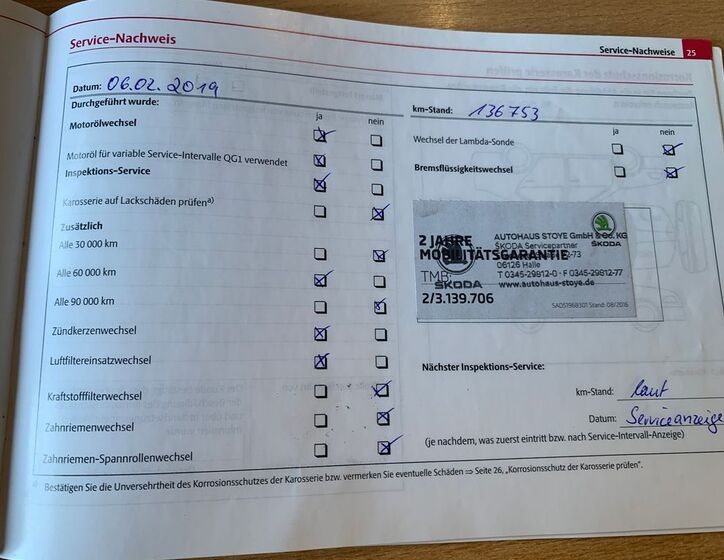 Service-Nachweis
Service-Nachweise 25
Datum: 06.02.2019
Durchgeführt wurde:
ja nein
Motorölwechsel
Motoröl für variable Service-Intervalle QG1 verwendet
Inspektions-Service
Karosserie auf Lackschäden prüfen a)
Zusätzlich
Alle 30 000 km
Alle 60 000 km
Alle 90 000 km
Zündkerzenwechsel
Luftfiltereinsatzwechsel
Kraftstofffilterwechsel
Zahnriemenwechsel
Zahnriemen-Spannrollenwechsel
km-Stand: 136753
ja nein
Wechsel der Lambda-Sonde
Bremsflüssigkeitswechsel
2 JAHRE
MOBILITÄTSGARANTIE
TMB:
ŠKODA
2/3.139.706
AUTOHAUS STOYE GmbH & Co. KG
ŠKODA Servicepartner
06126 Halle
T 0345-29812-0 · F 0345-29812-77
www.autohaus-stoye.de
ŠKODA
SAD51968301 Stand: 08/2016
Nächster Inspektions-Service:
km-Stand: laut
Datum: Serviceanzeige
(je nachdem, was zuerst eintritt bzw. nach Service-Intervall-Anzeige)
a) Bestätigen Sie die Unversehrtheit des Korrosionsschutzes der Karosserie bzw. vermerken Sie eventuelle Schäden ⇒ Seite 26, „Korrosionsschutz der Karosserie prüfen“.